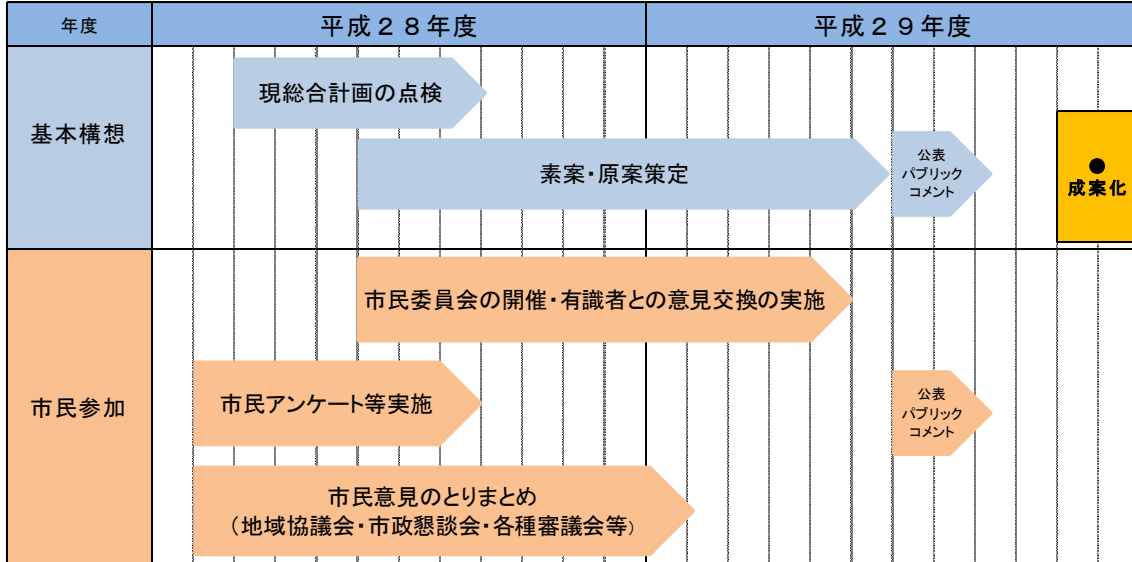 年度
平成２８年度
平成２９年度
基本構想
現総合計画の点検
素案・原案策定
公表
パブリック
コメント
●
成案化
市民参加
市民委員会の開催・有識者との意見交換の実施
市民アンケート等実施
公表
パブリック
コメント
市民意見のとりまとめ
（地域協議会・市政懇談会・各種審議会等）